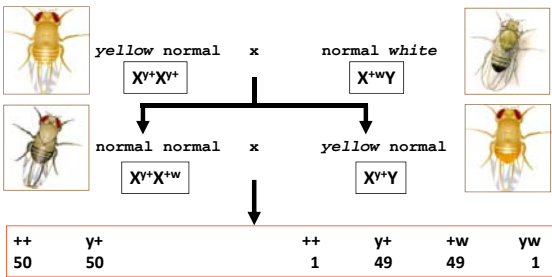 yellow normal x normal white
Xy+Xy+ X+wY
normal normal x yellow normal
Xy+X+w Xy+Y
++ y+ ++ y+ +w yw
50 50 1 49 49 1